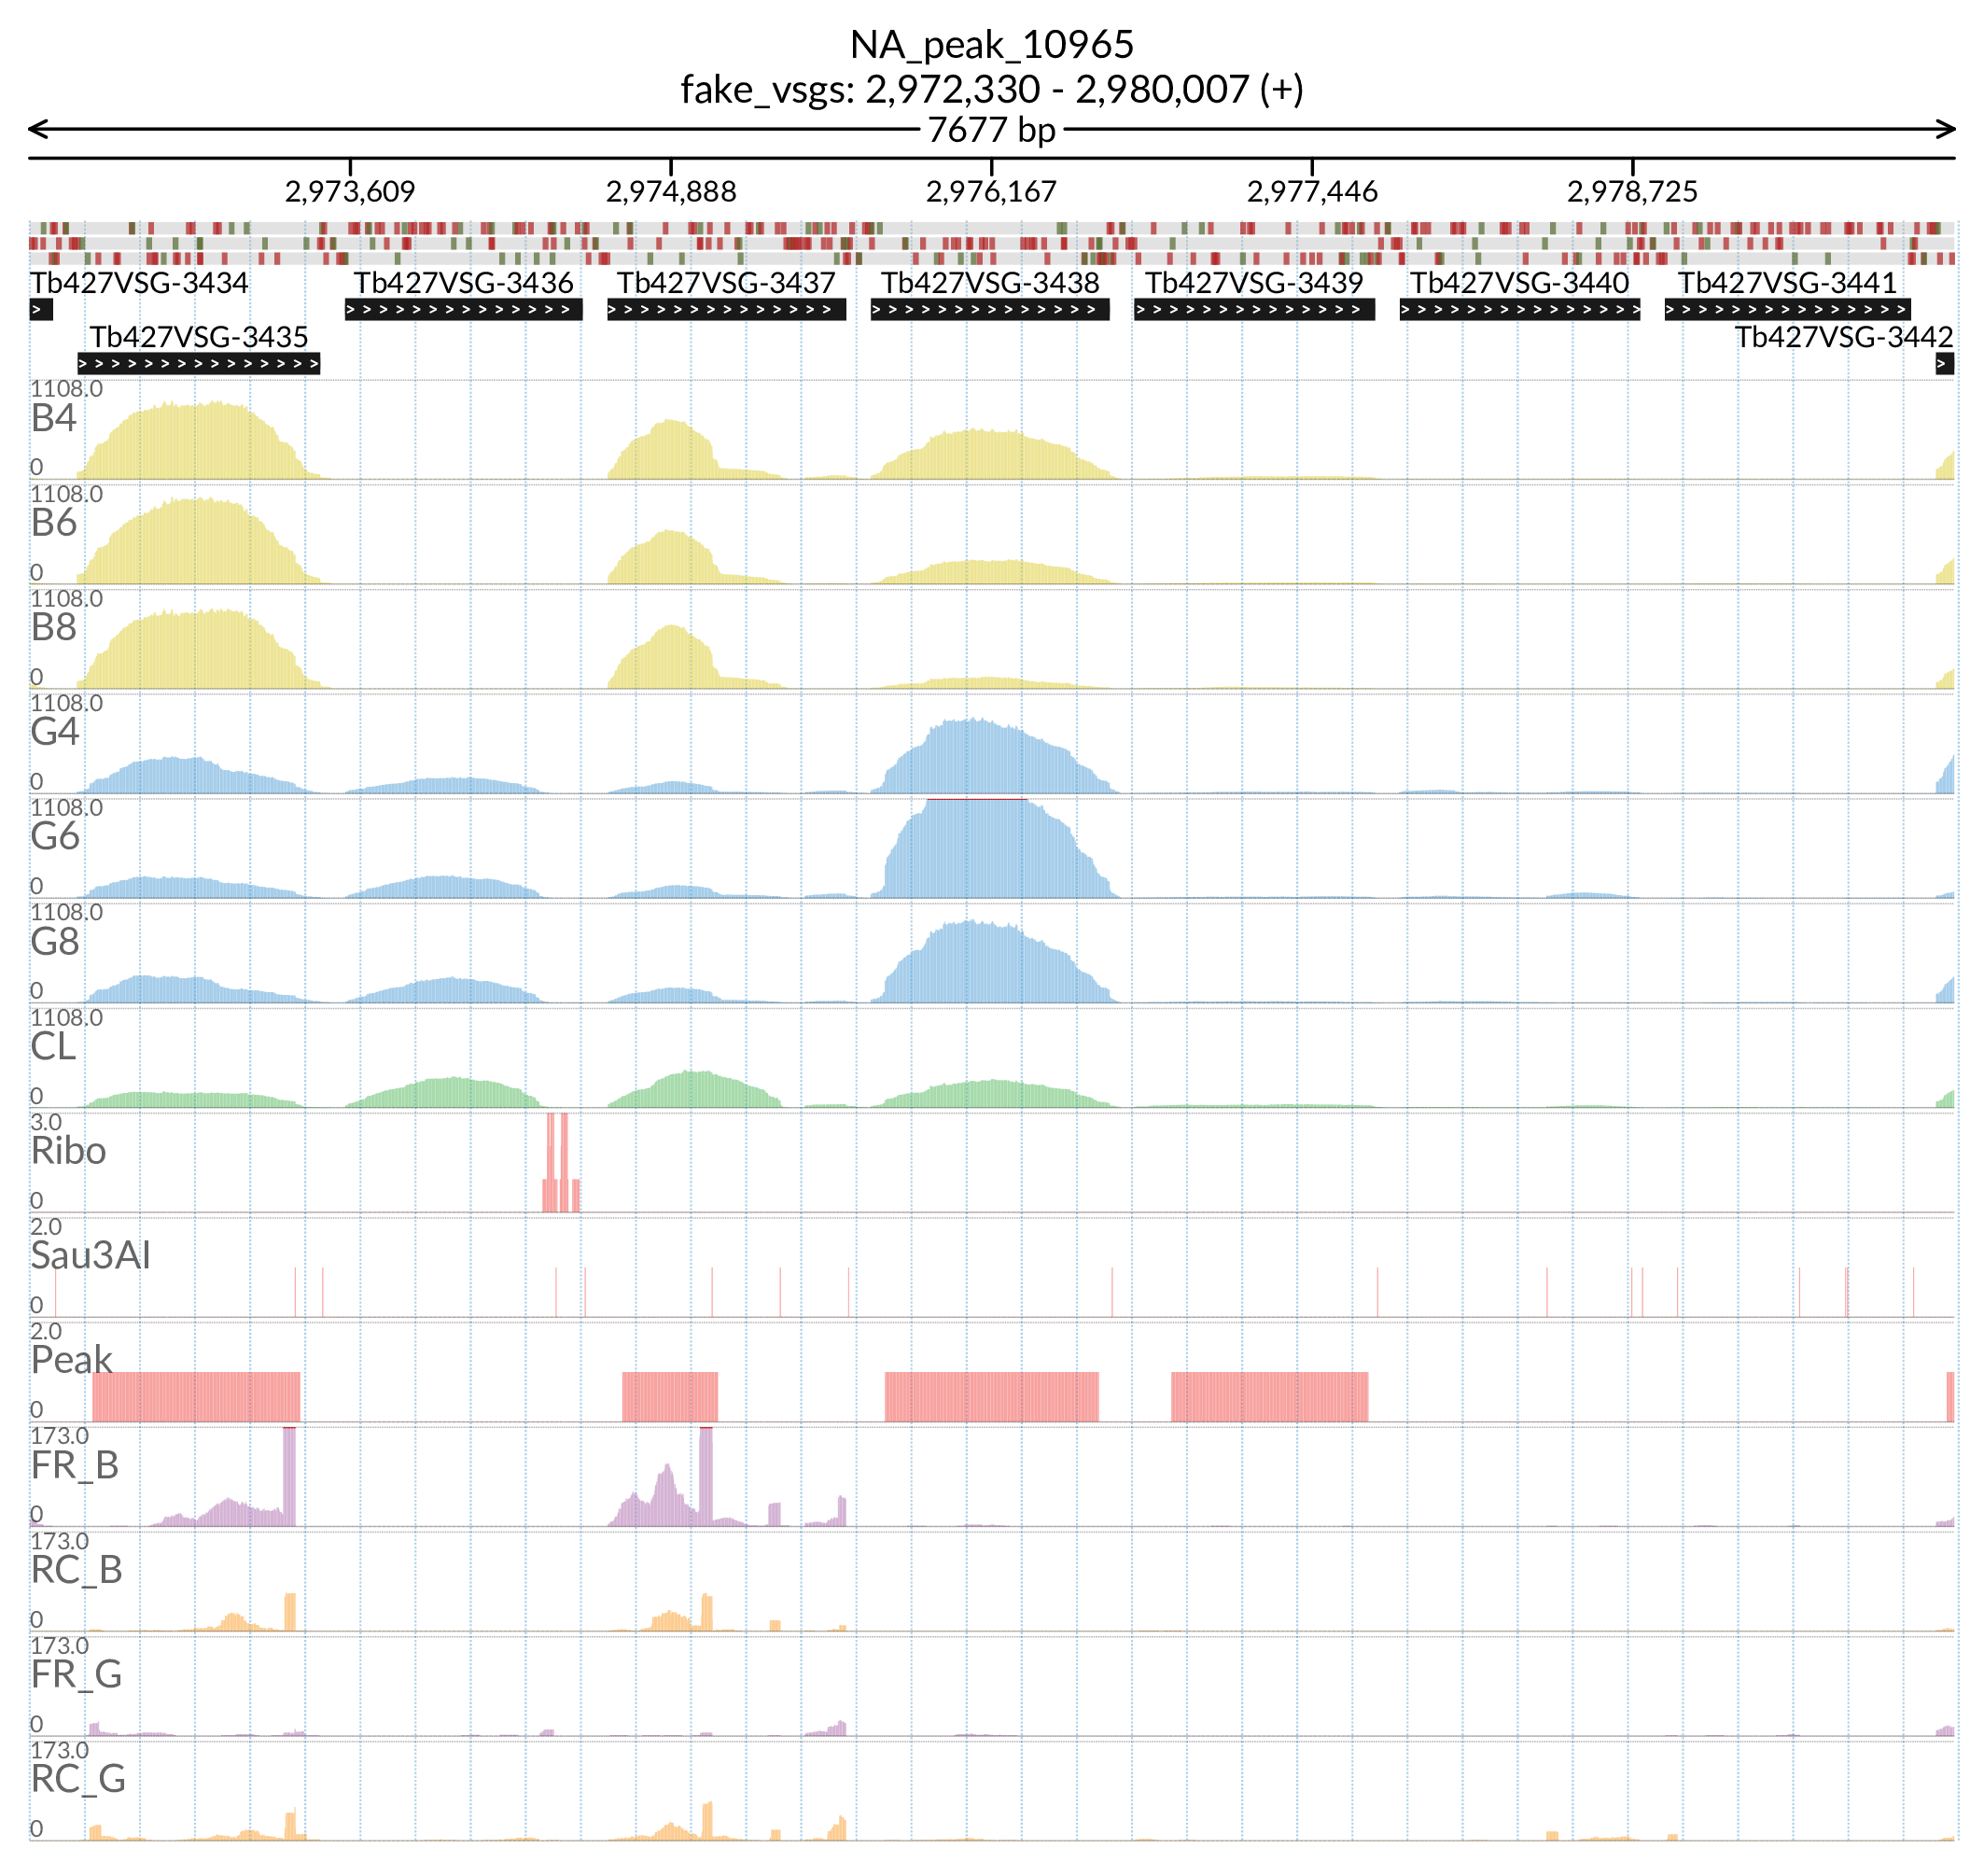 NA_peak_10965
fake_vsgs: 2,972,330 - 2,980,007 (+)
7677 bp
2,973,609 2,974,888 2,976,167 2,977,446 2,978,725
Tb427VSG-3434 Tb427VSG-3436 Tb427VSG-3437 Tb427VSG-3438 Tb427VSG-3439 Tb427VSG-3440 Tb427VSG-3441
Tb427VSG-3435 Tb427VSG-3442
1108.0
B4
0
1108.0
B6
0
1108.0
B8
0
1108.0
G4
0
1108.0
G6
0
1108.0
G8
0
1108.0
CL
0
3.0
Ribo
0
2.0
Sau3AI
0
2.0
Peak
0
173.0
FR_B
0
173.0
RC_B
0
173.0
FR_G
0
173.0
RC_G
0